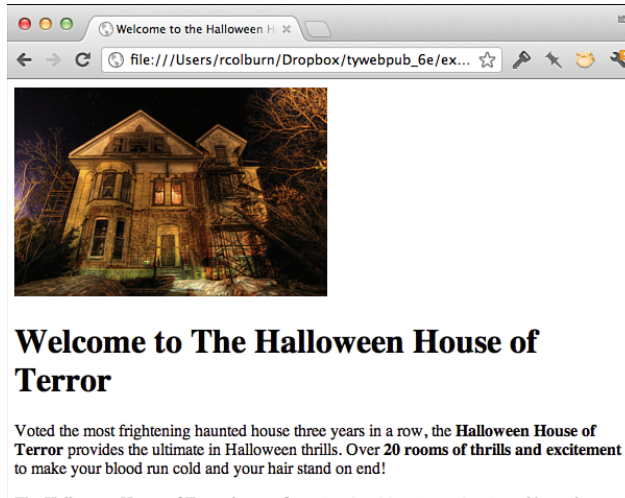 Welcome to the Halloween H
file:///Users/rcolburn/Dropbox/tywebpub_6e/ex...
Welcome to The Halloween House of
Terror
Voted the most frightening haunted house three years in a row, the Halloween House of
Terror provides the ultimate in Halloween thrills. Over 20 rooms of thrills and excitement
to make your blood run cold and your hair stand on end!